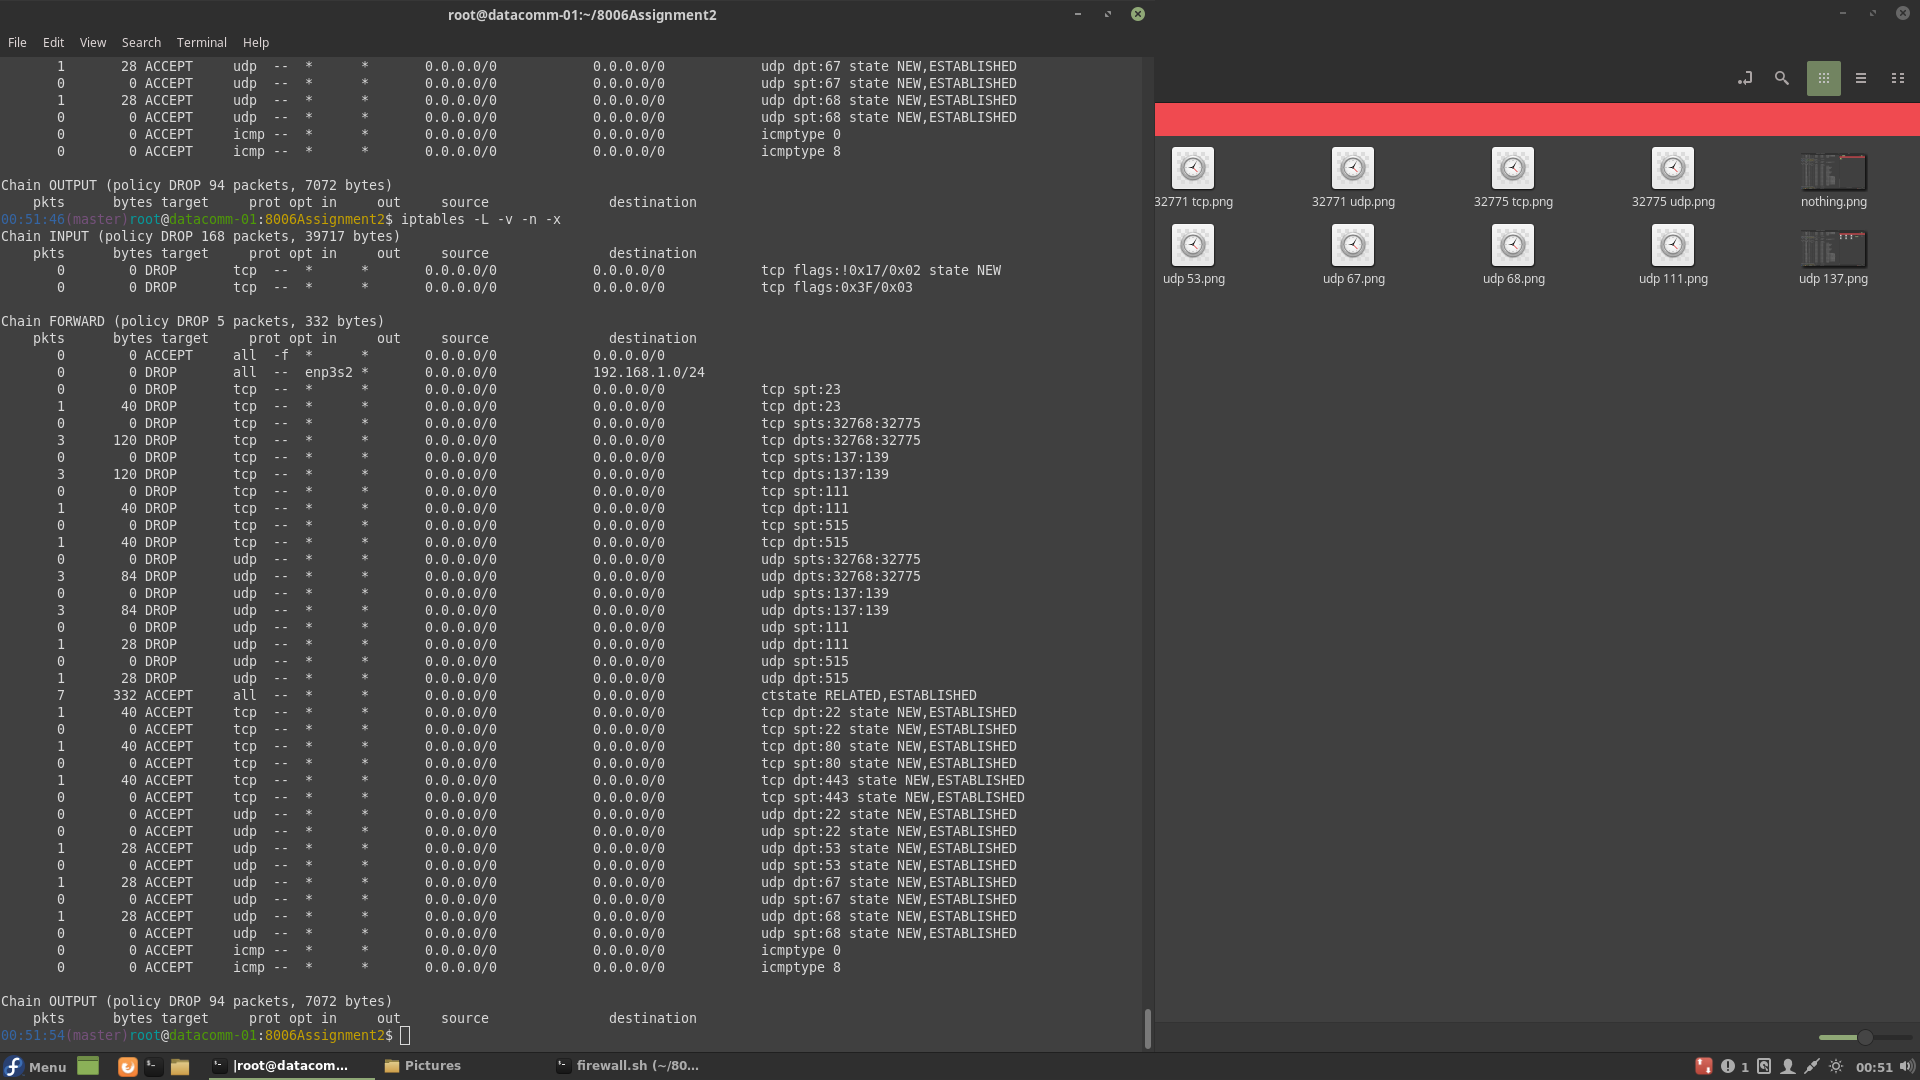 root@datacomm-01:~/8006Assignment2
File Edit View Search Terminal Help
1 28 ACCEPT udp -- * * 0.0.0.0/0 0.0.0.0/0 udp dpt:67 state NEW,ESTABLISHED
0 0 ACCEPT udp -- * * 0.0.0.0/0 0.0.0.0/0 udp spt:67 state NEW,ESTABLISHED
1 28 ACCEPT udp -- * * 0.0.0.0/0 0.0.0.0/0 udp dpt:68 state NEW,ESTABLISHED
0 0 ACCEPT udp -- * * 0.0.0.0/0 0.0.0.0/0 udp spt:68 state NEW,ESTABLISHED
0 0 ACCEPT icmp -- * * 0.0.0.0/0 0.0.0.0/0 icmptype 0
0 0 ACCEPT icmp -- * * 0.0.0.0/0 0.0.0.0/0 icmptype 8
Chain OUTPUT (policy DROP 94 packets, 7072 bytes)
pkts bytes target prot opt in out source destination
00:51:46(master)root@datacomm-01:8006Assignment2$ iptables -L -v -n -x
Chain INPUT (policy DROP 168 packets, 39717 bytes)
pkts bytes target prot opt in out source destination
0 0 DROP tcp -- * * 0.0.0.0/0 0.0.0.0/0 tcp flags:!0x17/0x02 state NEW
0 0 DROP tcp -- * * 0.0.0.0/0 0.0.0.0/0 tcp flags:0x3F/0x03
Chain FORWARD (policy DROP 5 packets, 332 bytes)
pkts bytes target prot opt in out source destination
0 0 ACCEPT all -f * * 0.0.0.0/0 0.0.0.0/0
0 0 DROP all -- enp3s2 * 0.0.0.0/0 192.168.1.0/24
0 0 DROP tcp -- * * 0.0.0.0/0 0.0.0.0/0 tcp spt:23
1 40 DROP tcp -- * * 0.0.0.0/0 0.0.0.0/0 tcp dpt:23
0 0 DROP tcp -- * * 0.0.0.0/0 0.0.0.0/0 tcp spts:32768:32775
3 120 DROP tcp -- * * 0.0.0.0/0 0.0.0.0/0 tcp dpts:32768:32775
0 0 DROP tcp -- * * 0.0.0.0/0 0.0.0.0/0 tcp spts:137:139
3 120 DROP tcp -- * * 0.0.0.0/0 0.0.0.0/0 tcp dpts:137:139
0 0 DROP tcp -- * * 0.0.0.0/0 0.0.0.0/0 tcp spt:111
1 40 DROP tcp -- * * 0.0.0.0/0 0.0.0.0/0 tcp dpt:111
0 0 DROP tcp -- * * 0.0.0.0/0 0.0.0.0/0 tcp spt:515
1 40 DROP tcp -- * * 0.0.0.0/0 0.0.0.0/0 tcp dpt:515
0 0 DROP udp -- * * 0.0.0.0/0 0.0.0.0/0 udp spts:32768:32775
3 84 DROP udp -- * * 0.0.0.0/0 0.0.0.0/0 udp dpts:32768:32775
0 0 DROP udp -- * * 0.0.0.0/0 0.0.0.0/0 udp spts:137:139
3 84 DROP udp -- * * 0.0.0.0/0 0.0.0.0/0 udp dpts:137:139
0 0 DROP udp -- * * 0.0.0.0/0 0.0.0.0/0 udp spt:111
1 28 DROP udp -- * * 0.0.0.0/0 0.0.0.0/0 udp dpt:111
0 0 DROP udp -- * * 0.0.0.0/0 0.0.0.0/0 udp spt:515
1 28 DROP udp -- * * 0.0.0.0/0 0.0.0.0/0 udp dpt:515
7 332 ACCEPT all -- * * 0.0.0.0/0 0.0.0.0/0 ctstate RELATED,ESTABLISHED
1 40 ACCEPT tcp -- * * 0.0.0.0/0 0.0.0.0/0 tcp dpt:22 state NEW,ESTABLISHED
0 0 ACCEPT tcp -- * * 0.0.0.0/0 0.0.0.0/0 tcp spt:22 state NEW,ESTABLISHED
1 40 ACCEPT tcp -- * * 0.0.0.0/0 0.0.0.0/0 tcp dpt:80 state NEW,ESTABLISHED
0 0 ACCEPT tcp -- * * 0.0.0.0/0 0.0.0.0/0 tcp spt:80 state NEW,ESTABLISHED
1 40 ACCEPT tcp -- * * 0.0.0.0/0 0.0.0.0/0 tcp dpt:443 state NEW,ESTABLISHED
0 0 ACCEPT tcp -- * * 0.0.0.0/0 0.0.0.0/0 tcp spt:443 state NEW,ESTABLISHED
0 0 ACCEPT udp -- * * 0.0.0.0/0 0.0.0.0/0 udp dpt:22 state NEW,ESTABLISHED
0 0 ACCEPT udp -- * * 0.0.0.0/0 0.0.0.0/0 udp spt:22 state NEW,ESTABLISHED
1 28 ACCEPT udp -- * * 0.0.0.0/0 0.0.0.0/0 udp dpt:53 state NEW,ESTABLISHED
0 0 ACCEPT udp -- * * 0.0.0.0/0 0.0.0.0/0 udp spt:53 state NEW,ESTABLISHED
1 28 ACCEPT udp -- * * 0.0.0.0/0 0.0.0.0/0 udp dpt:67 state NEW,ESTABLISHED
0 0 ACCEPT udp -- * * 0.0.0.0/0 0.0.0.0/0 udp spt:67 state NEW,ESTABLISHED
1 28 ACCEPT udp -- * * 0.0.0.0/0 0.0.0.0/0 udp dpt:68 state NEW,ESTABLISHED
0 0 ACCEPT udp -- * * 0.0.0.0/0 0.0.0.0/0 udp spt:68 state NEW,ESTABLISHED
0 0 ACCEPT icmp -- * * 0.0.0.0/0 0.0.0.0/0 icmptype 0
0 0 ACCEPT icmp -- * * 0.0.0.0/0 0.0.0.0/0 icmptype 8
Chain OUTPUT (policy DROP 94 packets, 7072 bytes)
pkts bytes target prot opt in out source destination
00:51:54(master)root@datacomm-01:8006Assignment2$
32771 tcp.png 32771 udp.png 32775 tcp.png 32775 udp.png nothing.png
udp 53.png udp 67.png udp 68.png udp 111.png udp 137.png
Menu |root@datacom... Pictures firewall.sh (~/80... 1 00:51